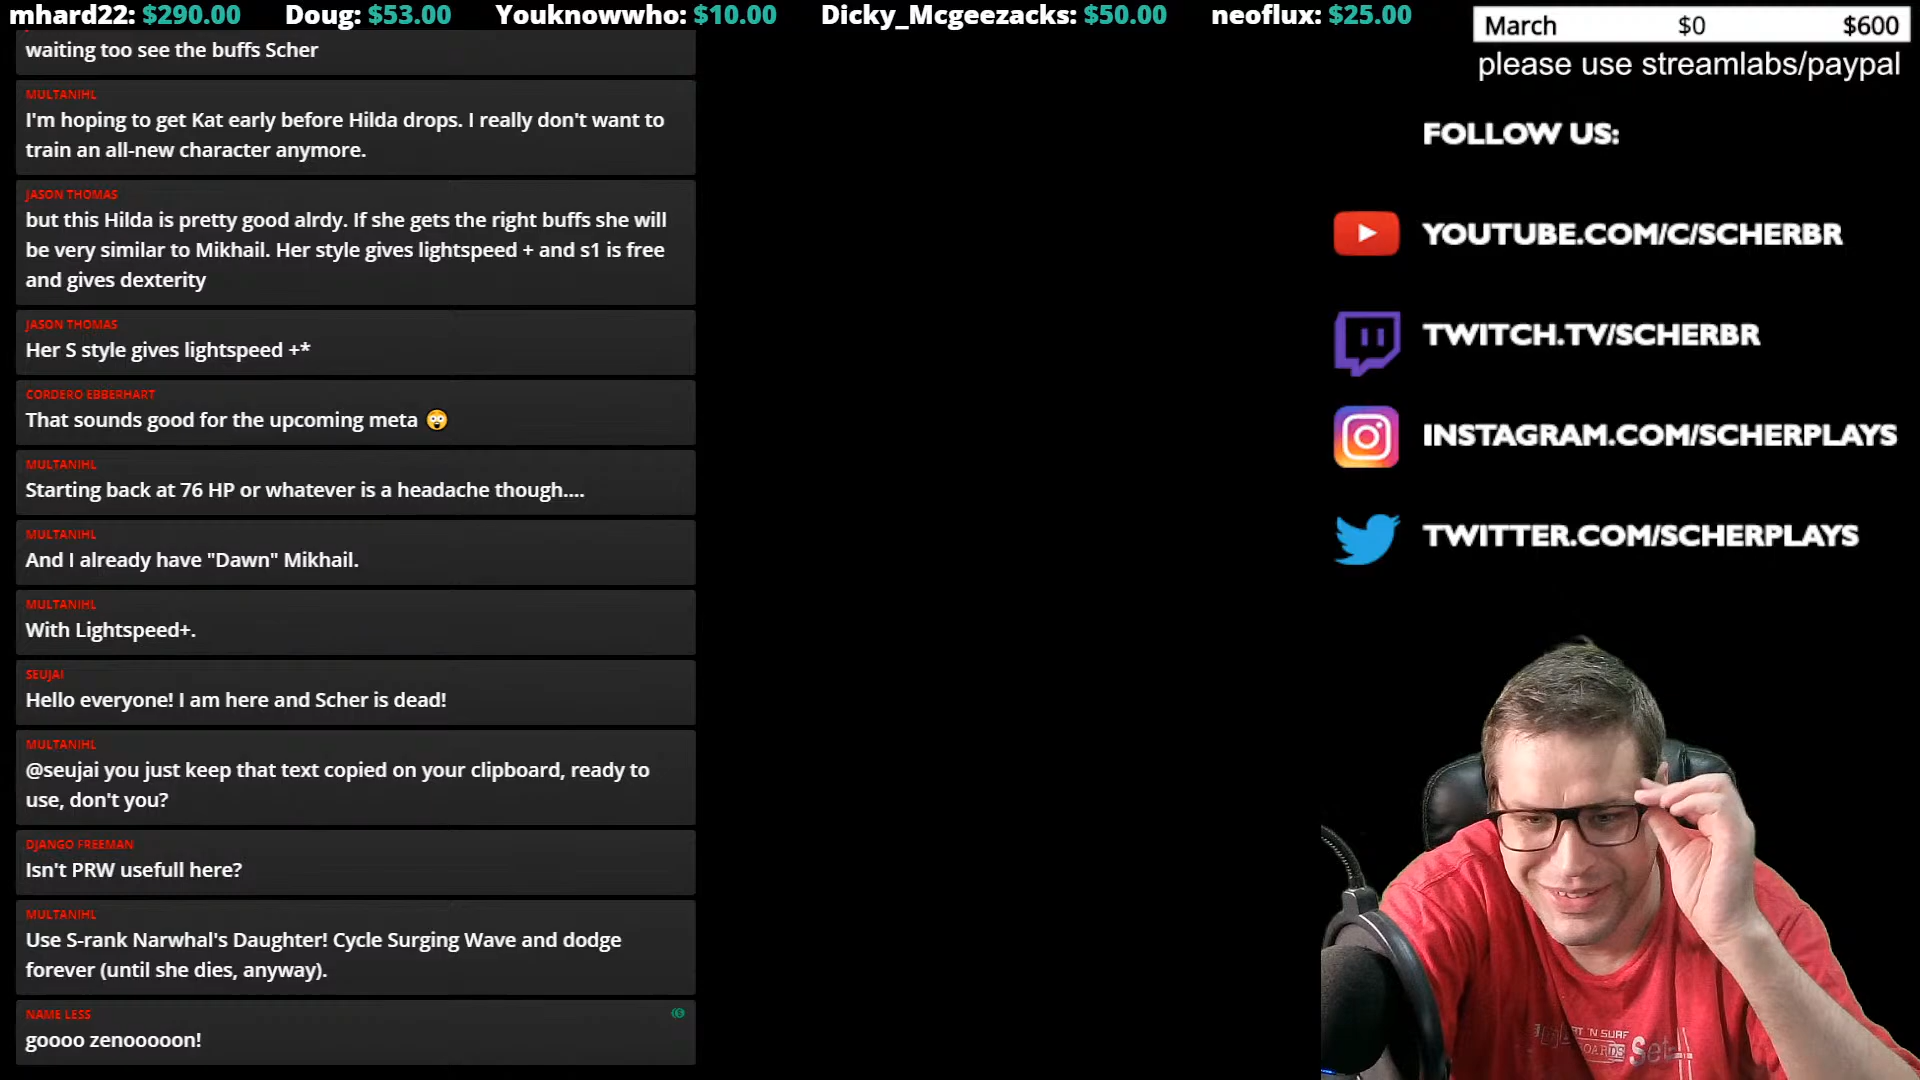 mhard22: $290.00 Doug: $53.00 Youknowwho: $10.00 Dicky_Mcgeezacks: $50.00 neoflux: $25.00
March $0 $600
please use streamlabs/paypal
waiting too see the buffs Scher
MULTANIHL
I'm hoping to get Kat early before Hilda drops. I really don't want to
train an all-new character anymore.
JASON THOMAS
but this Hilda is pretty good alrdy. If she gets the right buffs she will
be very similar to Mikhail. Her style gives lightspeed + and s1 is free
and gives dexterity
JASON THOMAS
Her S style gives lightspeed +*
CORDERO EBBERHART
That sounds good for the upcoming meta 😳
MULTANIHL
Starting back at 76 HP or whatever is a headache though....
MULTANIHL
And I already have "Dawn" Mikhail.
MULTANIHL
With Lightspeed+.
SEUJAI
Hello everyone! I am here and Scher is dead!
MULTANIHL
@seujai you just keep that text copied on your clipboard, ready to
use, don't you?
DJANGO FREEMAN
Isn't PRW usefull here?
MULTANIHL
Use S-rank Narwhal's Daughter! Cycle Surging Wave and dodge
forever (until she dies, anyway).
NAME LESS
goooo zenooooon!
FOLLOW US:
YOUTUBE.COM/C/SCHERBR
TWITCH.TV/SCHERBR
INSTAGRAM.COM/SCHERPLAYS
TWITTER.COM/SCHERPLAYS
'N SURF